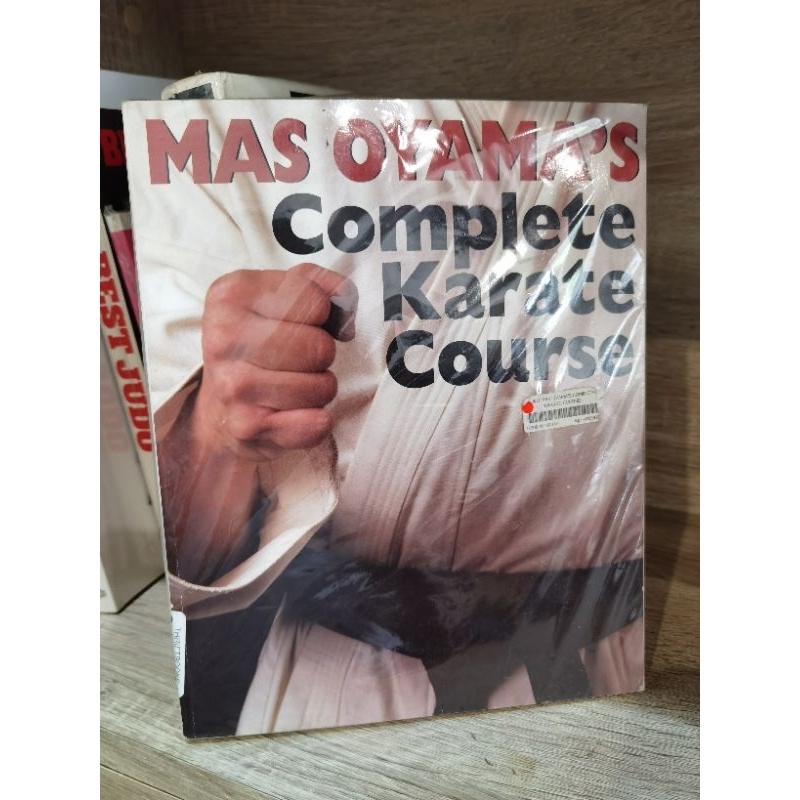 MAS OYAMA'S
Complete
Karate
Course
BEST JUDO